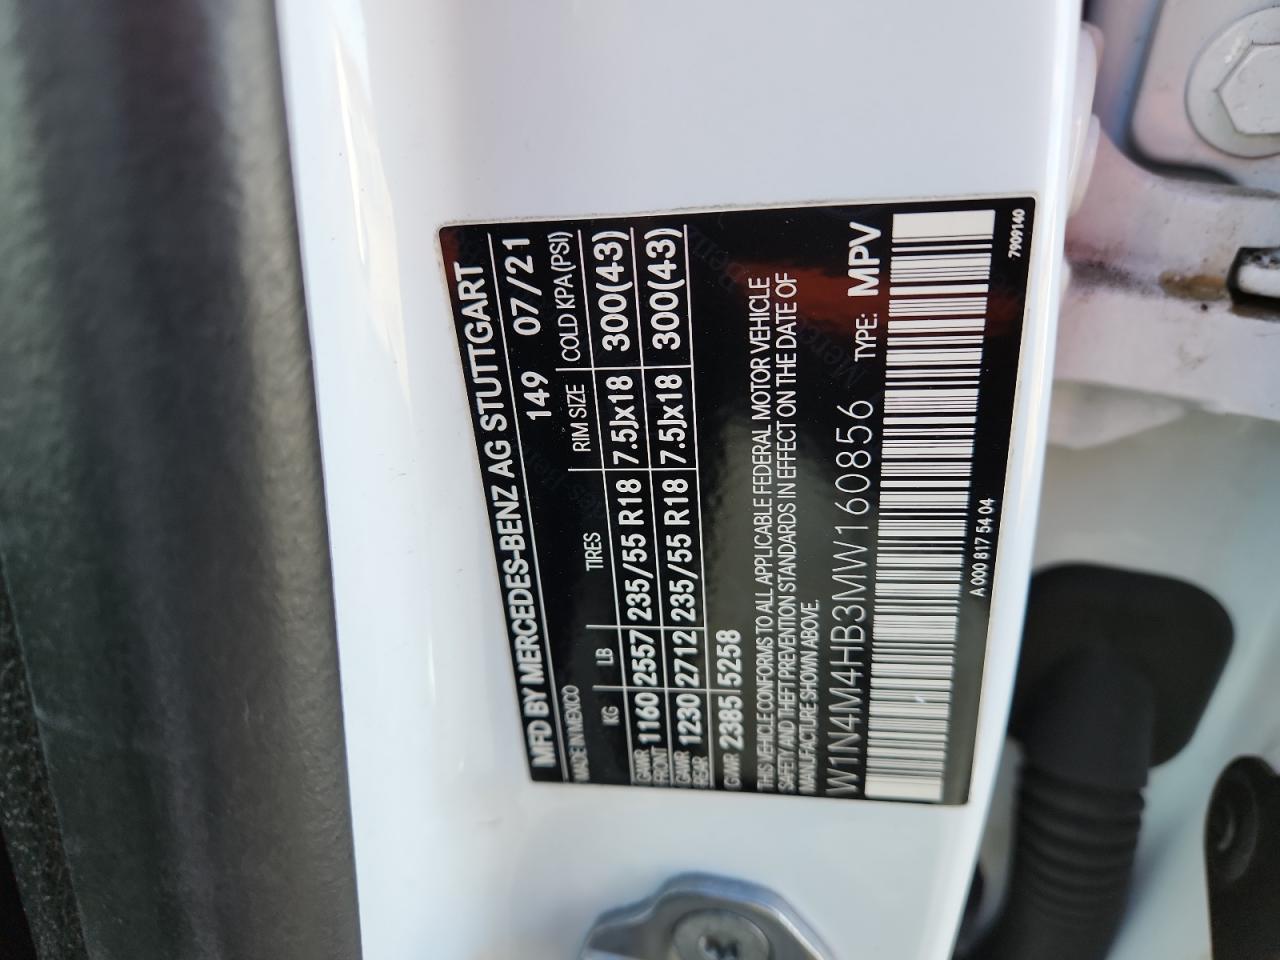 MFD BY MERCEDES-BENZ AG STUTTGART
MADE IN MEXICO 149 07/21
KG LB TIRES RIM SIZE COLD KPA (PSI)
GAWR FRONT 1160 2557 235/55 R18 7.5Jx18 300(43)
GAWR REAR 1230 2712 235/55 R18 7.5Jx18 300(43)
GVWR 2385 5258
THIS VEHICLE CONFORMS TO ALL APPLICABLE FEDERAL MOTOR VEHICLE
SAFETY AND THEFT PREVENTION STANDARDS IN EFFECT ON THE DATE OF
MANUFACTURE SHOWN ABOVE.
W1N4M4HB3MW160856 TYPE: MPV
A 000 817 54 04 7909140